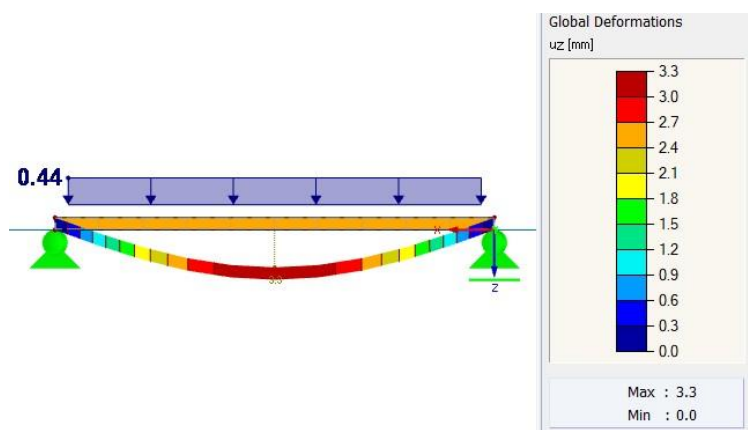 Global Deformations
uz [mm]
3.3
3.0
2.7
2.4
2.1
1.8
1.5
1.2
0.9
0.6
0.3
0.0
Max : 3.3
Min : 0.0
0.44
X
3.3
Z